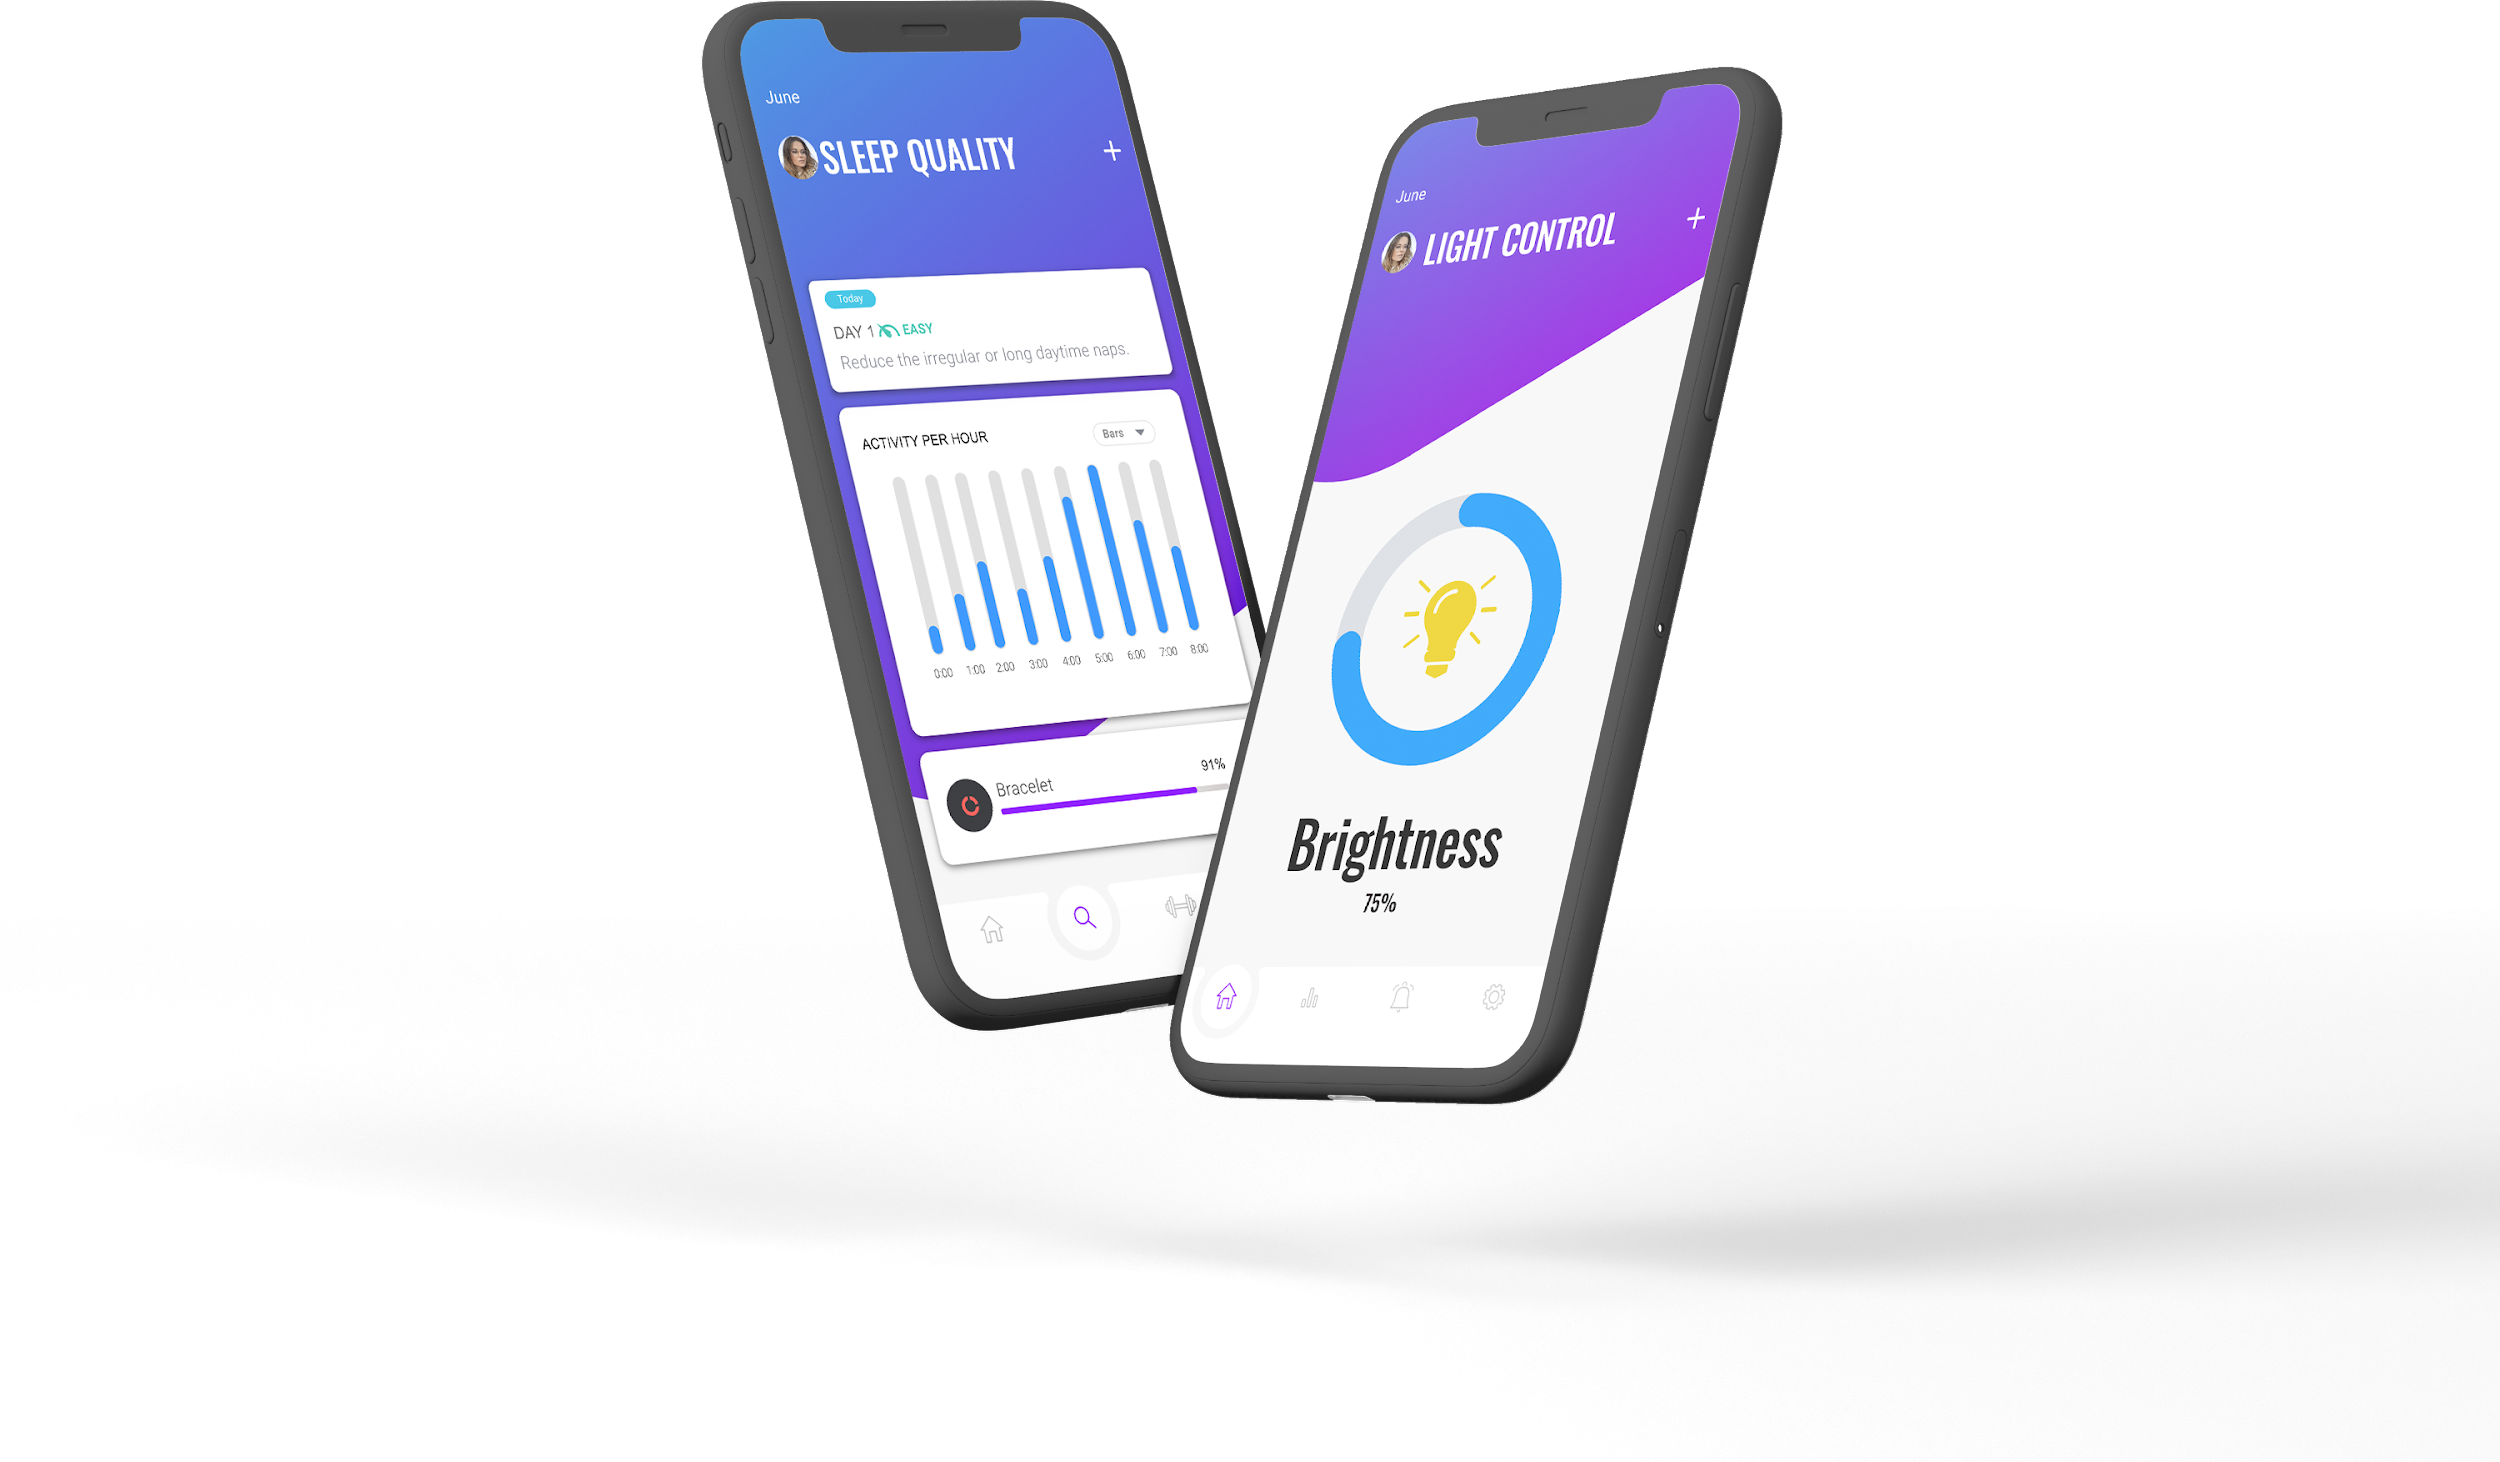 June
SLEEP QUALITY
Today
DAY 1 EASY
Reduce the irregular or long daytime naps.
ACTIVITY PER HOUR
Bars
0:00 1:00 2:00 3:00 4:00 5:00 6:00 7:00 8:00
Bracelet
91%
June
LIGHT CONTROL
Brightness
75%